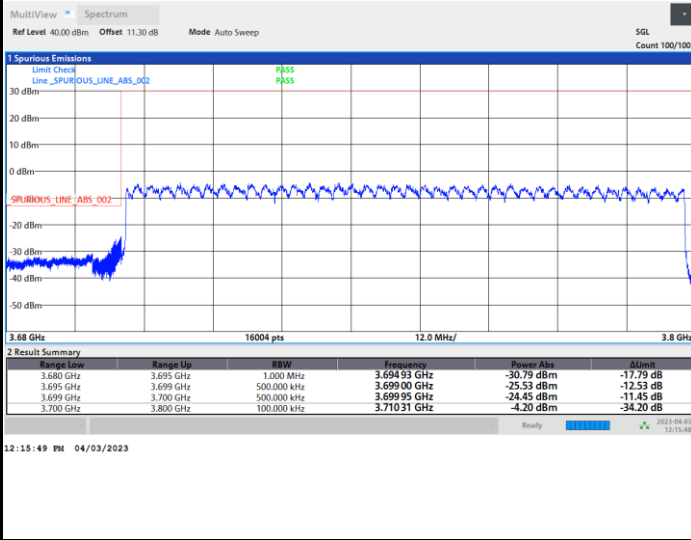 MultiView Spectrum
Ref Level 40.00 dBm Offset 11.30 dB Mode Auto Sweep SGL
Count 100/100
1 Spurious Emissions
Limit Check PASS
Line _SPURIOUS_LINE_ABS_002 PASS
30 dBm
20 dBm
10 dBm
0 dBm
_SPURIOUS_LINE_ABS_002
-20 dBm
-30 dBm
-40 dBm
-50 dBm
3.68 GHz 16004 pts 12.0 MHz/ 3.8 GHz
2 Result Summary
Range Low Range Up RBW Frequency Power Abs ΔLimit
3.680 GHz 3.695 GHz 1.000 MHz 3.694 93 GHz -30.79 dBm -17.79 dB
3.695 GHz 3.699 GHz 500.000 kHz 3.699 00 GHz -25.53 dBm -12.53 dB
3.699 GHz 3.700 GHz 500.000 kHz 3.699 95 GHz -24.45 dBm -11.45 dB
3.700 GHz 3.800 GHz 100.000 kHz 3.710 31 GHz -4.20 dBm -34.20 dB
Ready 2023-04-03
12:15:48
12:15:49 PM 04/03/2023